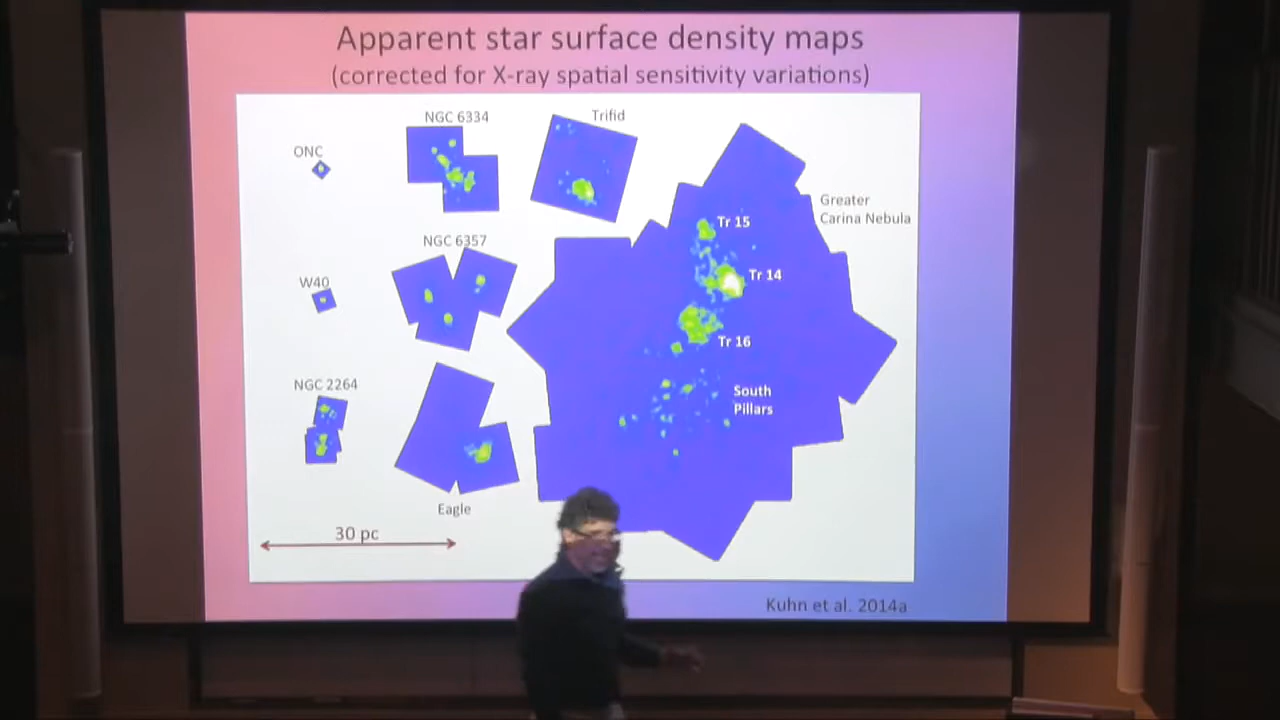 Apparent star surface density maps
(corrected for X-ray spatial sensitivity variations)
NGC 6334
Trifid
ONC
Greater
Carina Nebula
Tr 15
NGC 6357
Tr 14
W40
Tr 16
NGC 2264
South
Pillars
Eagle
30 pc
Kuhn et al. 2014a